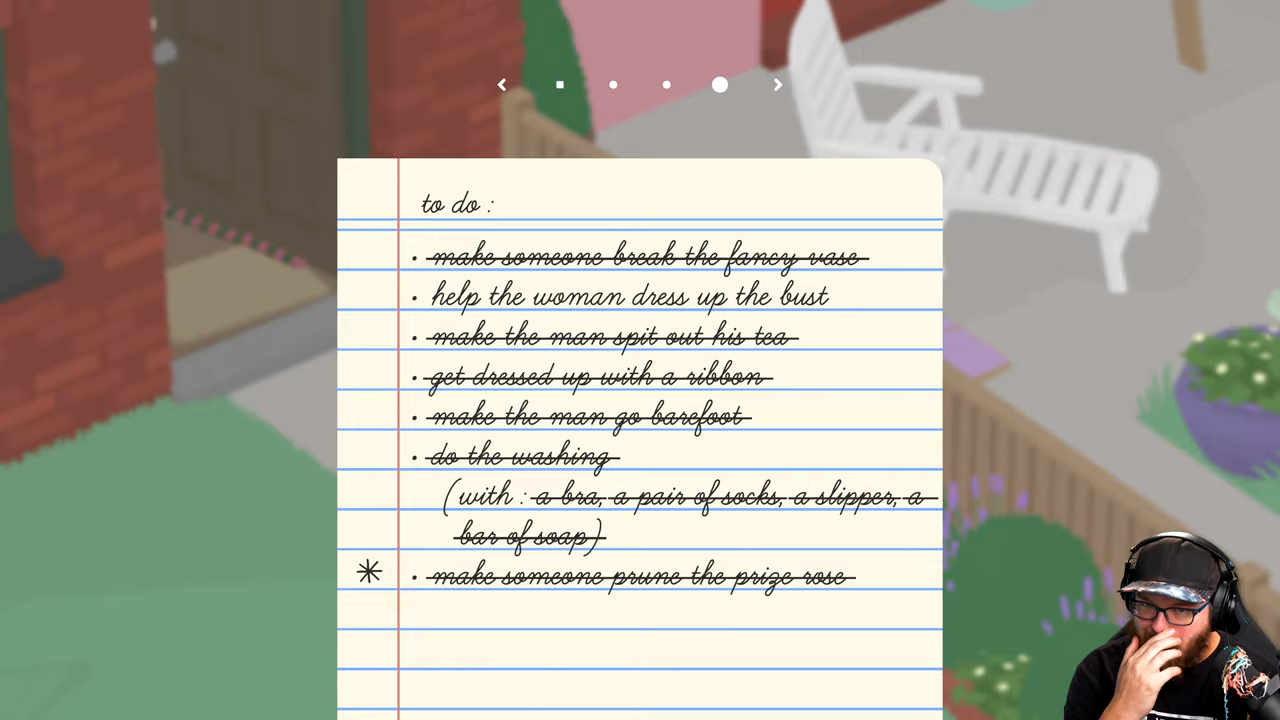 to do :
• make someone break the fancy vase
• help the woman dress up the bust
• make the man spit out his tea
• get dressed up with a ribbon
• make the man go barefoot
• do the washing
(with : a bra, a pair of socks, a slipper, a
bar of soap)
* • make someone prune the prize rose